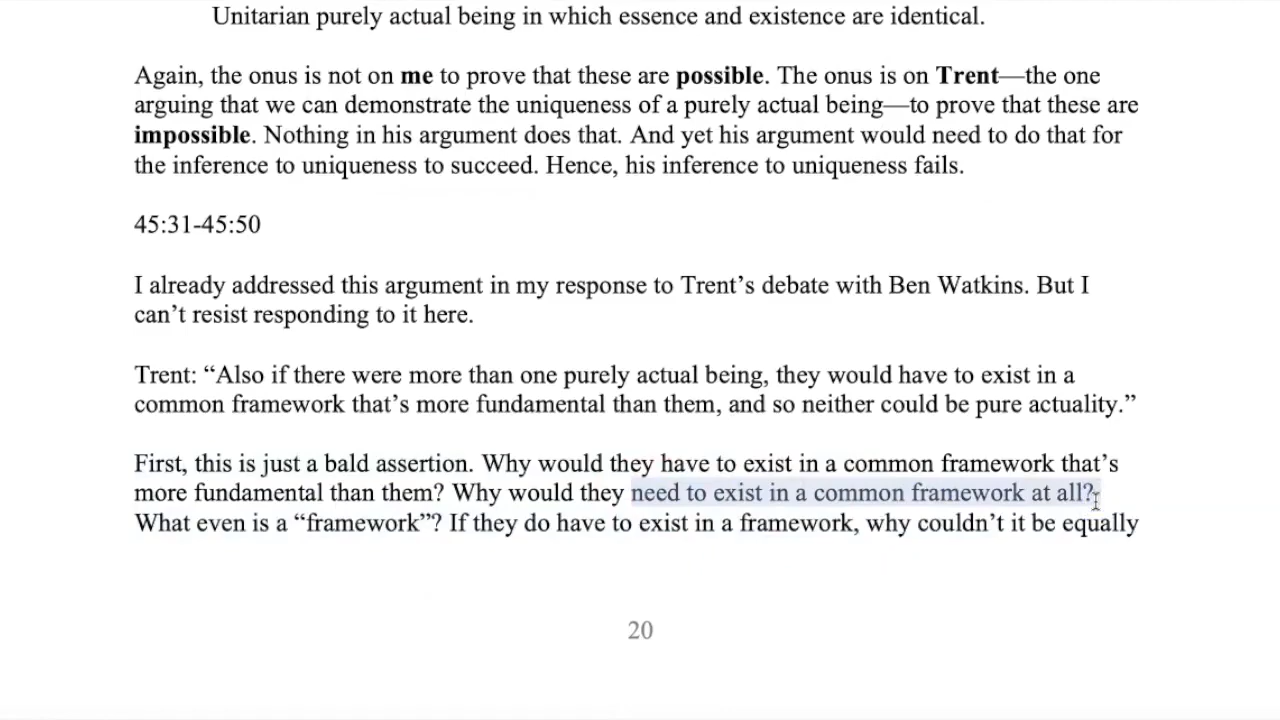 Unitarian purely actual being in which essence and existence are identical.
Again, the onus is not on me to prove that these are possible. The onus is on Trent—the one
arguing that we can demonstrate the uniqueness of a purely actual being—to prove that these are
impossible. Nothing in his argument does that. And yet his argument would need to do that for
the inference to uniqueness to succeed. Hence, his inference to uniqueness fails.
45:31-45:50
I already addressed this argument in my response to Trent’s debate with Ben Watkins. But I
can’t resist responding to it here.
Trent: “Also if there were more than one purely actual being, they would have to exist in a
common framework that’s more fundamental than them, and so neither could be pure actuality.”
First, this is just a bald assertion. Why would they have to exist in a common framework that’s
more fundamental than them? Why would they need to exist in a common framework at all?
What even is a “framework”? If they do have to exist in a framework, why couldn’t it be equally
20